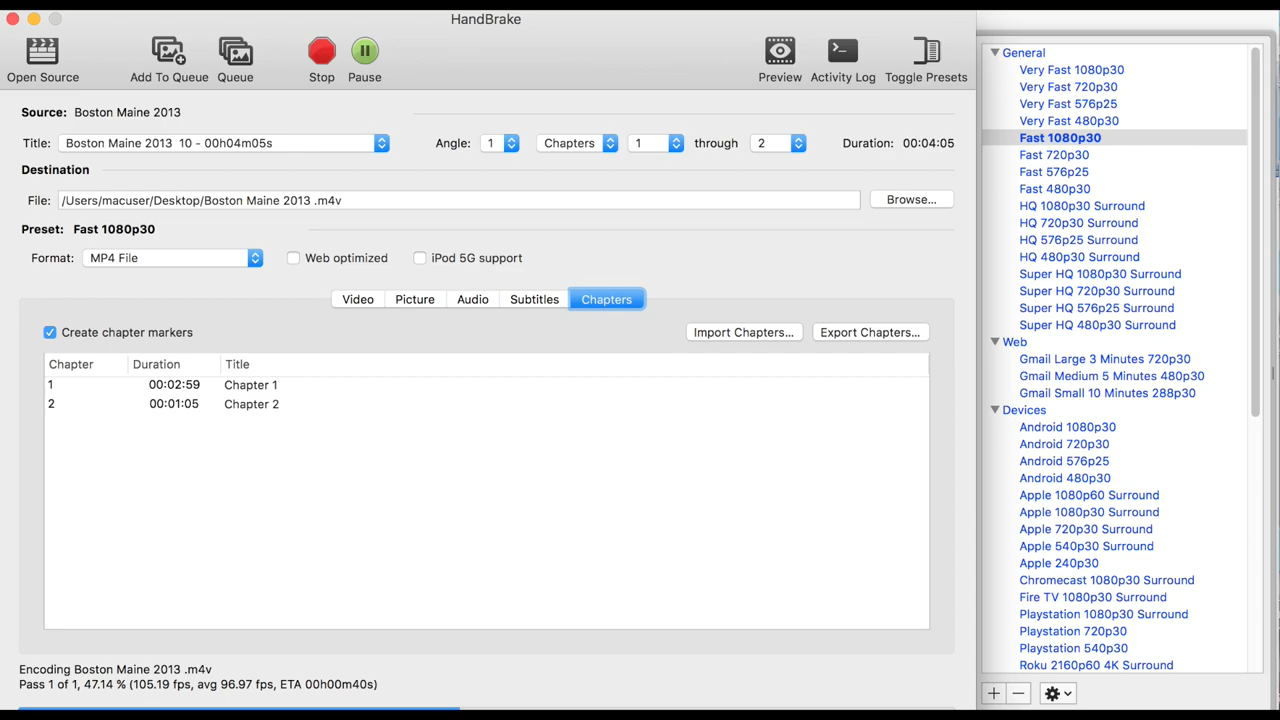 HandBrake
Open Source Add To Queue Queue Stop Pause Preview Activity Log Toggle Presets
Source: Boston Maine 2013
Title: Boston Maine 2013 10 - 00h04m05s Angle: 1 Chapters 1 through 2 Duration: 00:04:05
Destination
File: /Users/macuser/Desktop/Boston Maine 2013 .m4v Browse...
Preset: Fast 1080p30
Format: MP4 File Web optimized iPod 5G support
Video Picture Audio Subtitles Chapters
Create chapter markers Import Chapters... Export Chapters...
Chapter Duration Title
1 00:02:59 Chapter 1
2 00:01:05 Chapter 2
Encoding Boston Maine 2013 .m4v
Pass 1 of 1, 47.14 % (105.19 fps, avg 96.97 fps, ETA 00h00m40s)
General
Very Fast 1080p30
Very Fast 720p30
Very Fast 576p25
Very Fast 480p30
Fast 1080p30
Fast 720p30
Fast 576p25
Fast 480p30
HQ 1080p30 Surround
HQ 720p30 Surround
HQ 576p25 Surround
HQ 480p30 Surround
Super HQ 1080p30 Surround
Super HQ 720p30 Surround
Super HQ 576p25 Surround
Super HQ 480p30 Surround
Web
Gmail Large 3 Minutes 720p30
Gmail Medium 5 Minutes 480p30
Gmail Small 10 Minutes 288p30
Devices
Android 1080p30
Android 720p30
Android 576p25
Android 480p30
Apple 1080p60 Surround
Apple 1080p30 Surround
Apple 720p30 Surround
Apple 540p30 Surround
Apple 240p30
Chromecast 1080p30 Surround
Fire TV 1080p30 Surround
Playstation 1080p30 Surround
Playstation 720p30
Playstation 540p30
Roku 2160p60 4K Surround